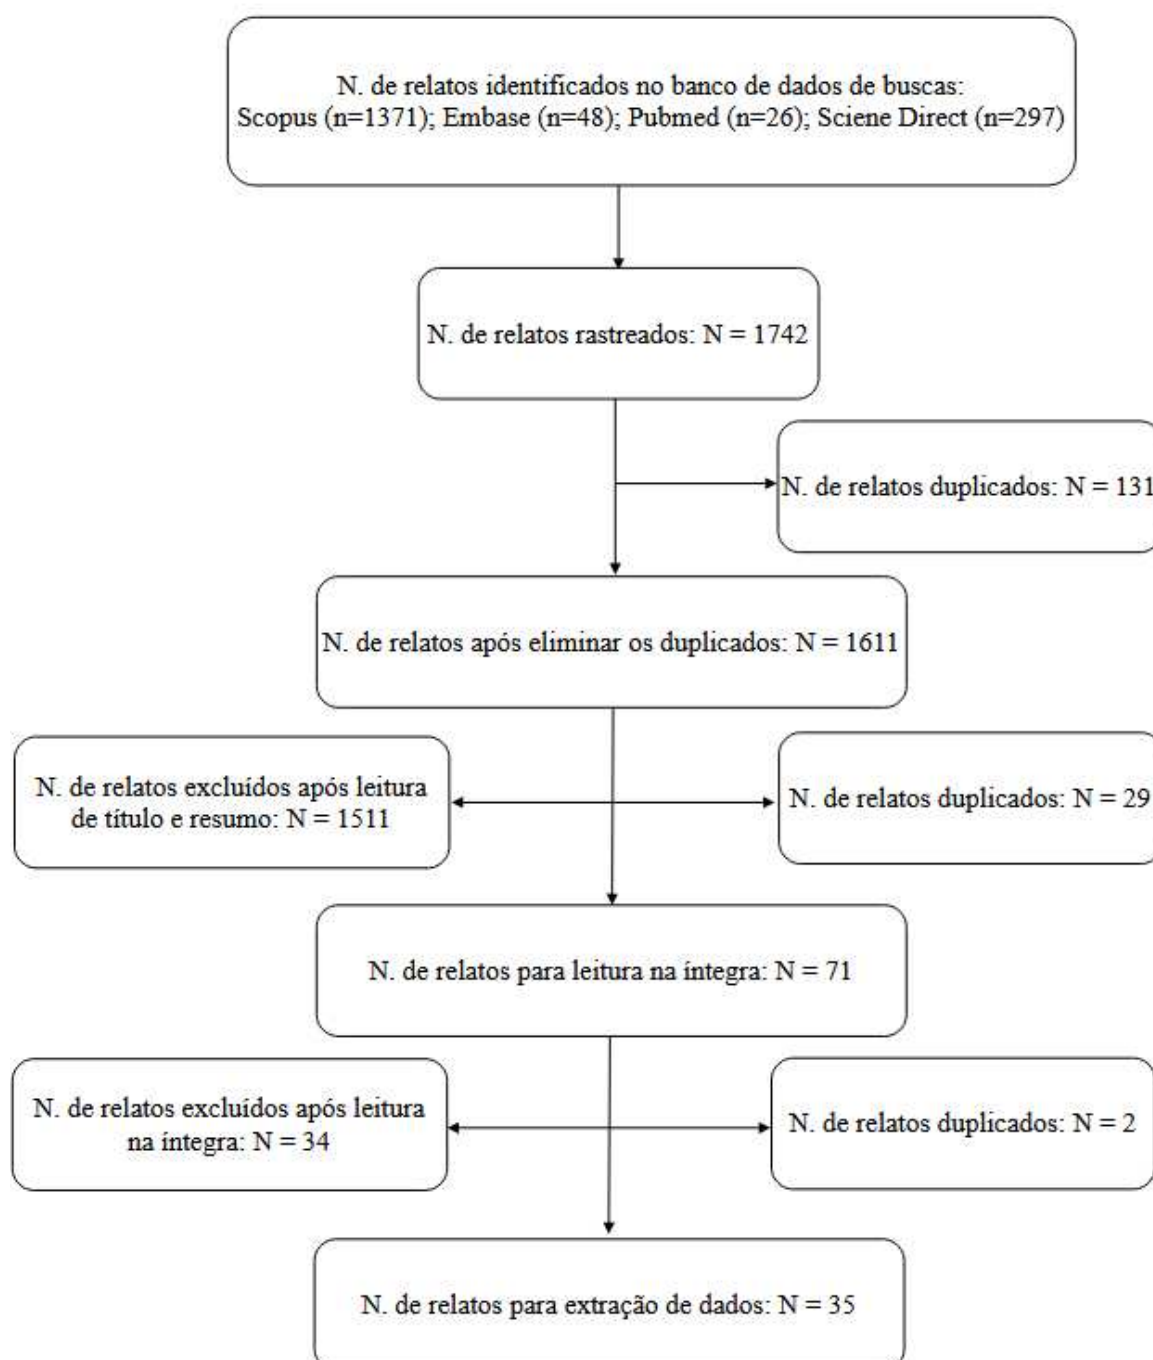 N. de relatos identificados no banco de dados de buscas:
Scopus (n=1371); Embase (n=48); Pubmed (n=26); Sciene Direct (n=297)
N. de relatos rastreados: N = 1742
N. de relatos duplicados: N = 131
N. de relatos após eliminar os duplicados: N = 1611
N. de relatos excluídos após leitura
de título e resumo: N = 1511
N. de relatos duplicados: N = 29
N. de relatos para leitura na íntegra: N = 71
N. de relatos excluídos após leitura
na íntegra: N = 34
N. de relatos duplicados: N = 2
N. de relatos para extração de dados: N = 35